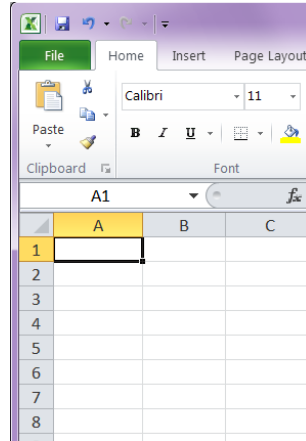 File Home Insert Page Layout
Calibri 11
Paste
B I U
Clipboard Font
A1 fx
A B C
1
2
3
4
5
6
7
8